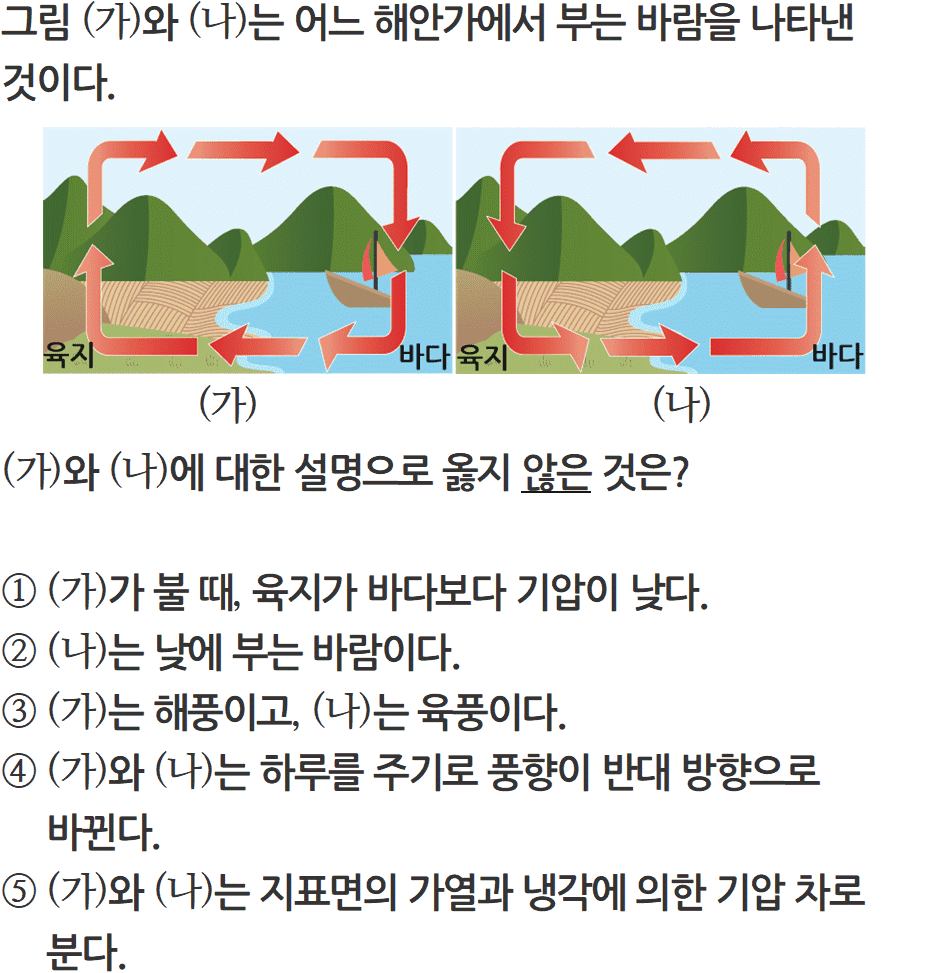 그림 (가)와 (나)는 어느 해안가에서 부는 바람을 나타낸
것이다.
육지 바다 육지 바다
(가) (나)
(가)와 (나)에 대한 설명으로 옳지 않은 것은?
① (가)가 불 때, 육지가 바다보다 기압이 낮다.
② (나)는 낮에 부는 바람이다.
③ (가)는 해풍이고, (나)는 육풍이다.
④ (가)와 (나)는 하루를 주기로 풍향이 반대 방향으로
바뀐다.
⑤ (가)와 (나)는 지표면의 가열과 냉각에 의한 기압 차로
분다.